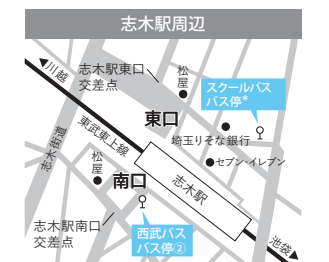 志木駅周辺
川越
志木駅東口
交差点
松屋
スクールバス
バス停*
東口
埼玉りそな銀行
セブン-イレブン
志木街道
東武東上線
松屋
南口
志木駅
志木駅南口
交差点
西武バス
バス停②
池袋